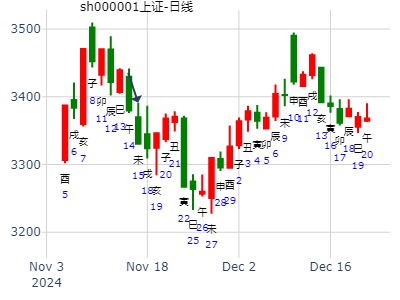 sh000001上证-日线
3500
3400
3300
3200
酉
5
戌
6
亥
7
子
8
卯
11
辰
12
巳
13
午
14
未
15
戌
18
亥
19
子
20
丑
21
寅
22
巳
25
午
26
未
27
申
28
酉
29
子
2
丑
3
寅
4
卯
5
辰
6
未
9
申
10
酉
11
戌
12
亥
13
寅
16
卯
17
辰
18
巳
19
午
20
Nov 3
2024
Nov 18
Dec 2
Dec 16